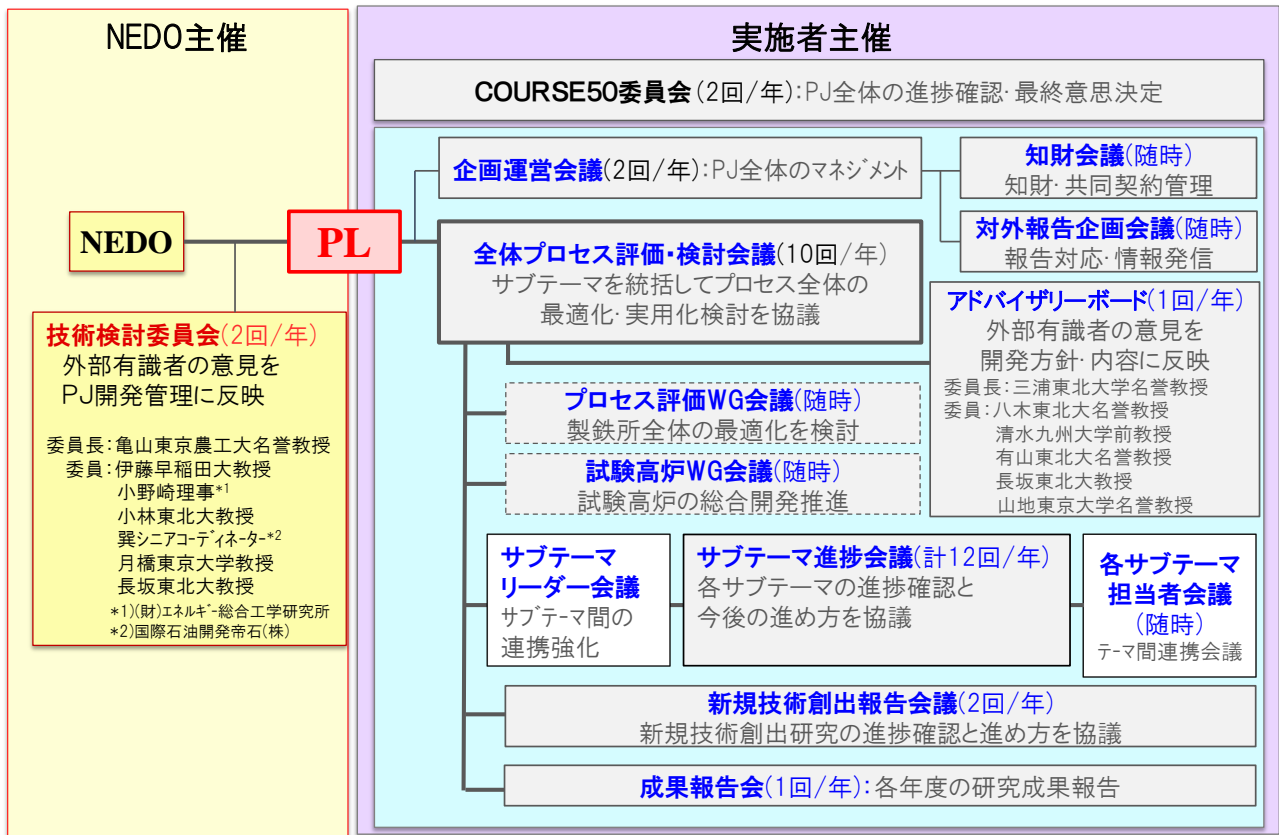 NEDO主催
NEDO
技術検討委員会(2回/年)
外部有識者の意見を
PJ開発管理に反映
委員長:亀山東京農工大名誉教授
委員:伊藤早稲田大教授
小野崎理事*1
小林東北大教授
巽シニアコーディネーター*2
月橋東京大学教授
長坂東北大教授
*1)(財)エネルギー総合工学研究所
*2)国際石油開発帝石(株)
PL
実施者主催
COURSE50委員会(2回/年):PJ全体の進捗確認・最終意思決定
企画運営会議(2回/年):PJ全体のマネジメント
知財会議(随時)
知財・共同契約管理
対外報告企画会議(随時)
報告対応・情報発信
全体プロセス評価・検討会議(10回/年)
サブテーマを統括してプロセス全体の
最適化・実用化検討を協議
アドバイザリーボード(1回/年)
外部有識者の意見を
開発方針・内容に反映
委員長:三浦東北大学名誉教授
委員:八木東北大名誉教授
清水九州大学前教授
有山東北大名誉教授
長坂東北大教授
山地東京大学名誉教授
プロセス評価WG会議(随時)
製鉄所全体の最適化を検討
試験高炉WG会議(随時)
試験高炉の総合開発推進
サブテーマ
リーダー会議
サブテーマ間の
連携強化
サブテーマ進捗会議(計12回/年)
各サブテーマの進捗確認と
今後の進め方を協議
各サブテーマ
担当者会議
(随時)
テーマ間連携会議
新規技術創出報告会議(2回/年)
新規技術創出研究の進捗確認と進め方を協議
成果報告会(1回/年):各年度の研究成果報告